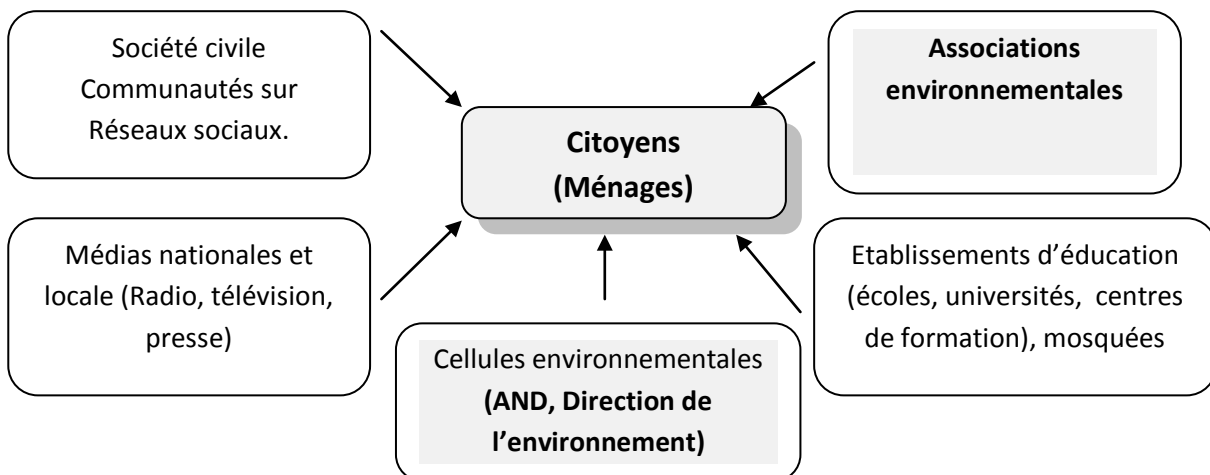 Société civile
Communautés sur
Réseaux sociaux.
Associations
environnementales
Citoyens
(Ménages)
Médias nationales et
locale (Radio, télévision,
presse)
Etablissements d’éducation
(écoles, universités, centres
de formation), mosquées
Cellules environnementales
(AND, Direction de
l’environnement)